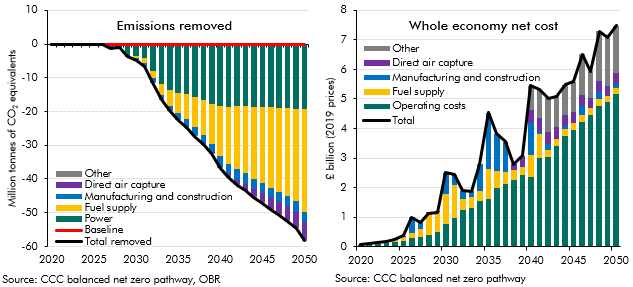 Emissions removed
10
0
-10
-20
-30
-40
-50
-60
Million tonnes of CO2 equivalents
Other
Direct air capture
Manufacturing and construction
Fuel supply
Power
Baseline
Total removed
2020 2025 2030 2035 2040 2045 2050
Source: CCC balanced net zero pathway, OBR
Whole economy net cost
8
7
6
5
4
3
2
1
0
£ billion (2019 prices)
Other
Direct air capture
Manufacturing and construction
Fuel supply
Operating costs
Total
2020 2025 2030 2035 2040 2045 2050
Source: CCC balanced net zero pathway